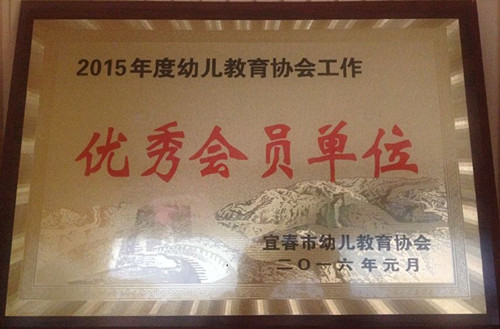 2015年度幼儿教育协会工作
优秀会员单位
宜春市幼儿教育协会
二〇一六年元月